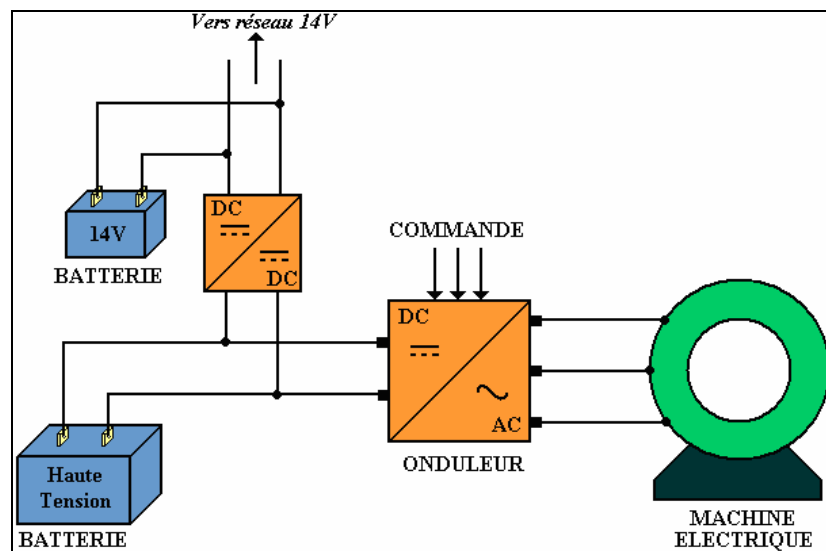 Vers réseau 14V
DC
DC
14V
BATTERIE
COMMANDE
DC
AC
ONDULEUR
Haute
Tension
BATTERIE
MACHINE
ELECTRIQUE